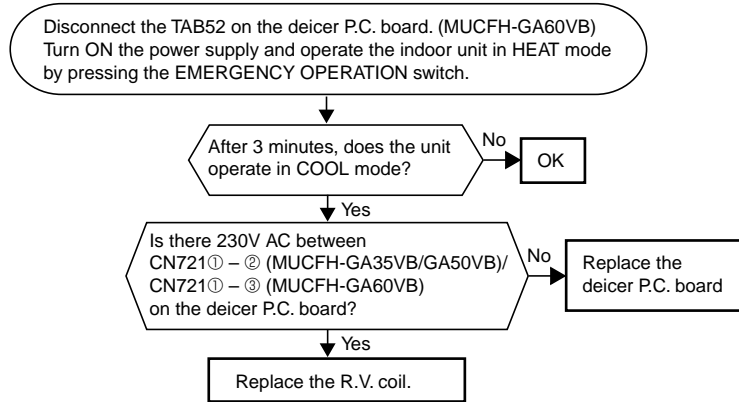 Disconnect the TAB52 on the deicer P.C. board. (MUCFH-GA60VB)
Turn ON the power supply and operate the indoor unit in HEAT mode
by pressing the EMERGENCY OPERATION switch.
After 3 minutes, does the unit
operate in COOL mode?
No
OK
Yes
Is there 230V AC between
CN721① – ② (MUCFH-GA35VB/GA50VB)/
CN721① – ③ (MUCFH-GA60VB)
on the deicer P.C. board?
No
Replace the
deicer P.C. board
Yes
Replace the R.V. coil.